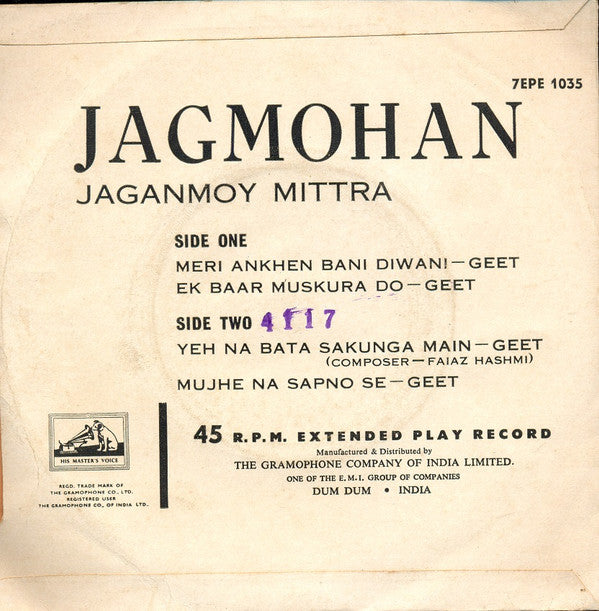 7EPE 1035
JAGMOHAN
JAGANMOY MITTRA
SIDE ONE
MERI ANKHEN BANI DIWANI—GEET
EK BAAR MUSKURA DO—GEET
SIDE TWO 4117
YEH NA BATA SAKUNGA MAIN—GEET
(COMPOSER—FAIAZ HASHMI)
MUJHE NA SAPNO SE—GEET
45 R.P.M. EXTENDED PLAY RECORD
Manufactured & Distributed by
THE GRAMOPHONE COMPANY OF INDIA LIMITED.
ONE OF THE E.M.I. GROUP OF COMPANIES
DUM DUM • INDIA
HIS MASTER'S VOICE
REGD. TRADE MARK OF
THE GRAMOPHONE CO., LTD.
REGISTERED USER
THE GRAMOPHONE CO., OF INDIA LTD.